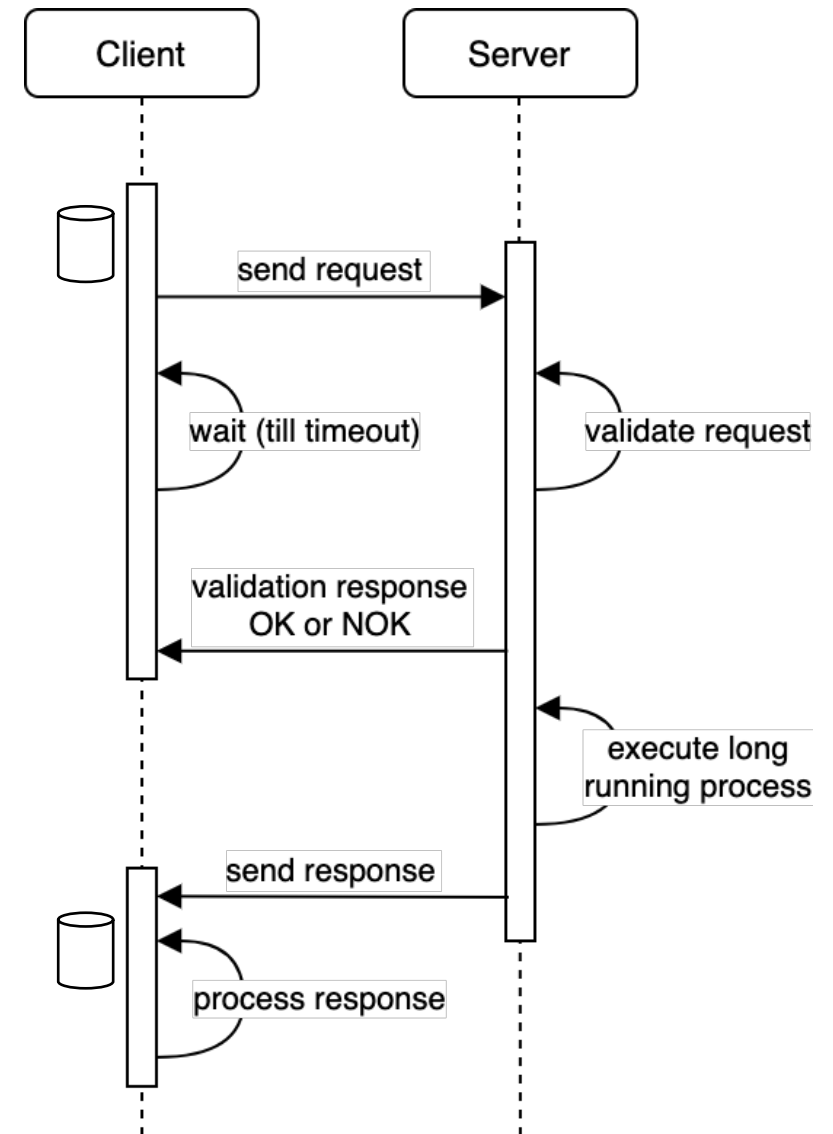 Client
Server
send request
wait (till timeout)
validate request
validation response
OK or NOK
execute long
running process
send response
process response